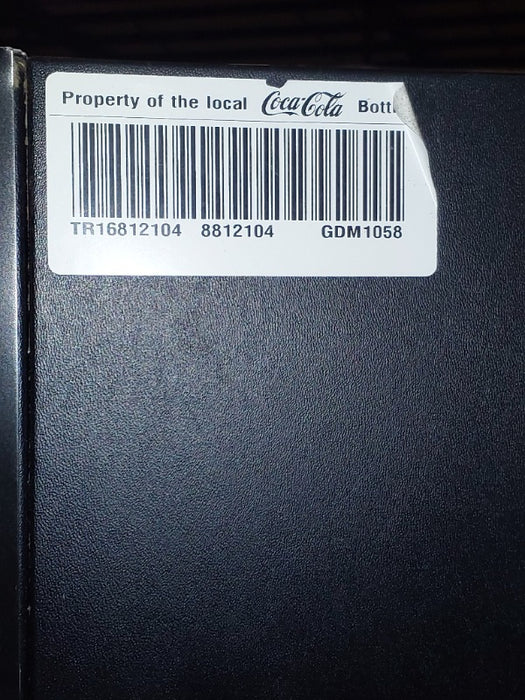 Property of the local Coca-Cola Bott
TR16812104 8812104 GDM1058